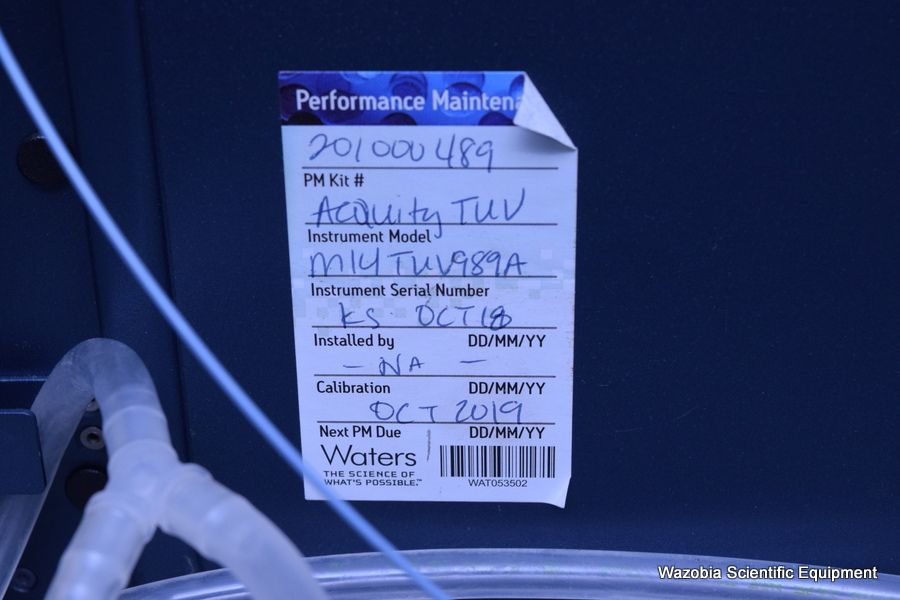 Performance Mainten
201000489
PM Kit #
Acquity TUV
Instrument Model
M14TUV989A
Instrument Serial Number
KS OCT18
Installed by DD/MM/YY
- NA -
Calibration DD/MM/YY
OCT 2019
Next PM Due DD/MM/YY
Waters
THE SCIENCE OF
WHAT'S POSSIBLE.™
WAT053502
Wazobia Scientific Equipment